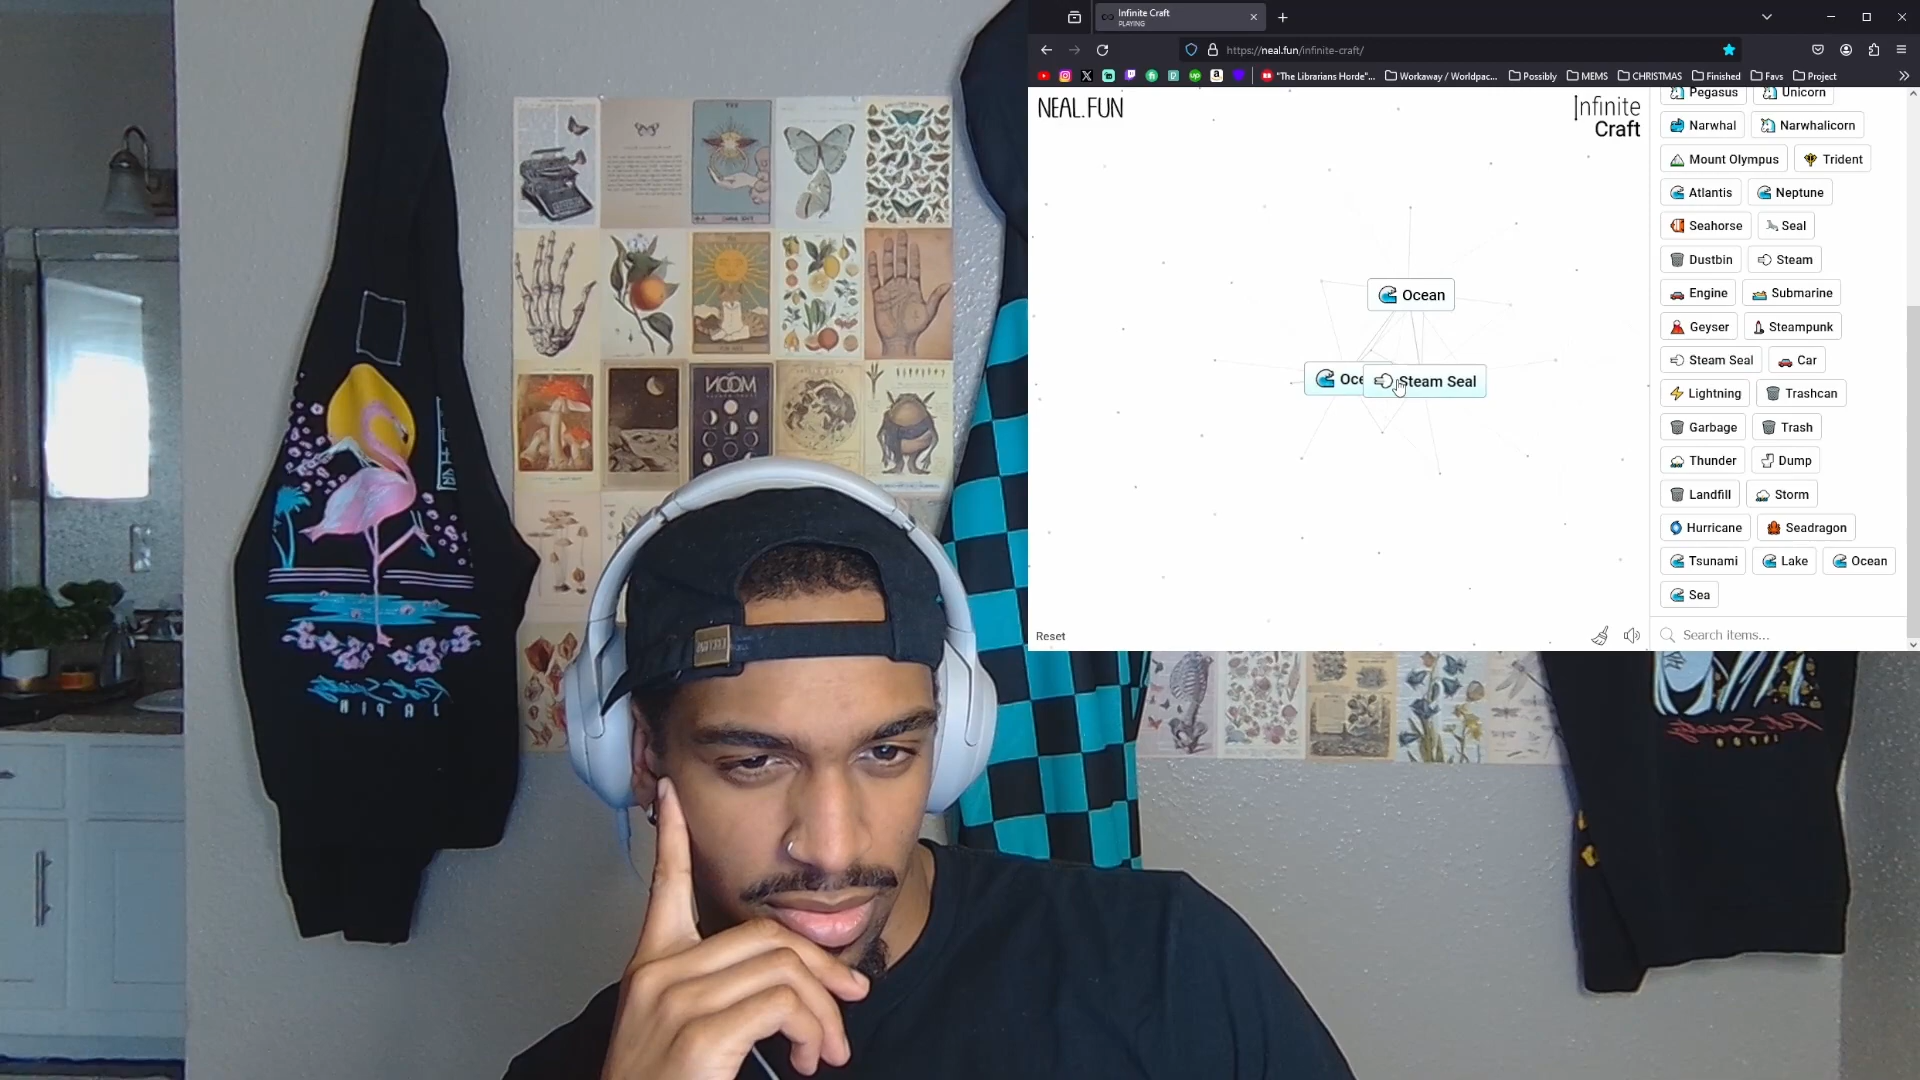 Infinite Craft
PLAYING
https://neal.fun/infinite-craft/
"The Librarians Horde"...
Workaway / Worldpac...
Possibly
MEMS
CHRISTMAS
Finished
Favs
Project
NEAL.FUN
Infinite
Craft
Ocean
Oce
Steam Seal
Reset
Pegasus
Unicorn
Narwhal
Narwhalicorn
Mount Olympus
Trident
Atlantis
Neptune
Seahorse
Seal
Dustbin
Steam
Engine
Submarine
Geyser
Steampunk
Steam Seal
Car
Lightning
Trashcan
Garbage
Trash
Thunder
Dump
Landfill
Storm
Hurricane
Seadragon
Tsunami
Lake
Ocean
Sea
Search items...
MOON